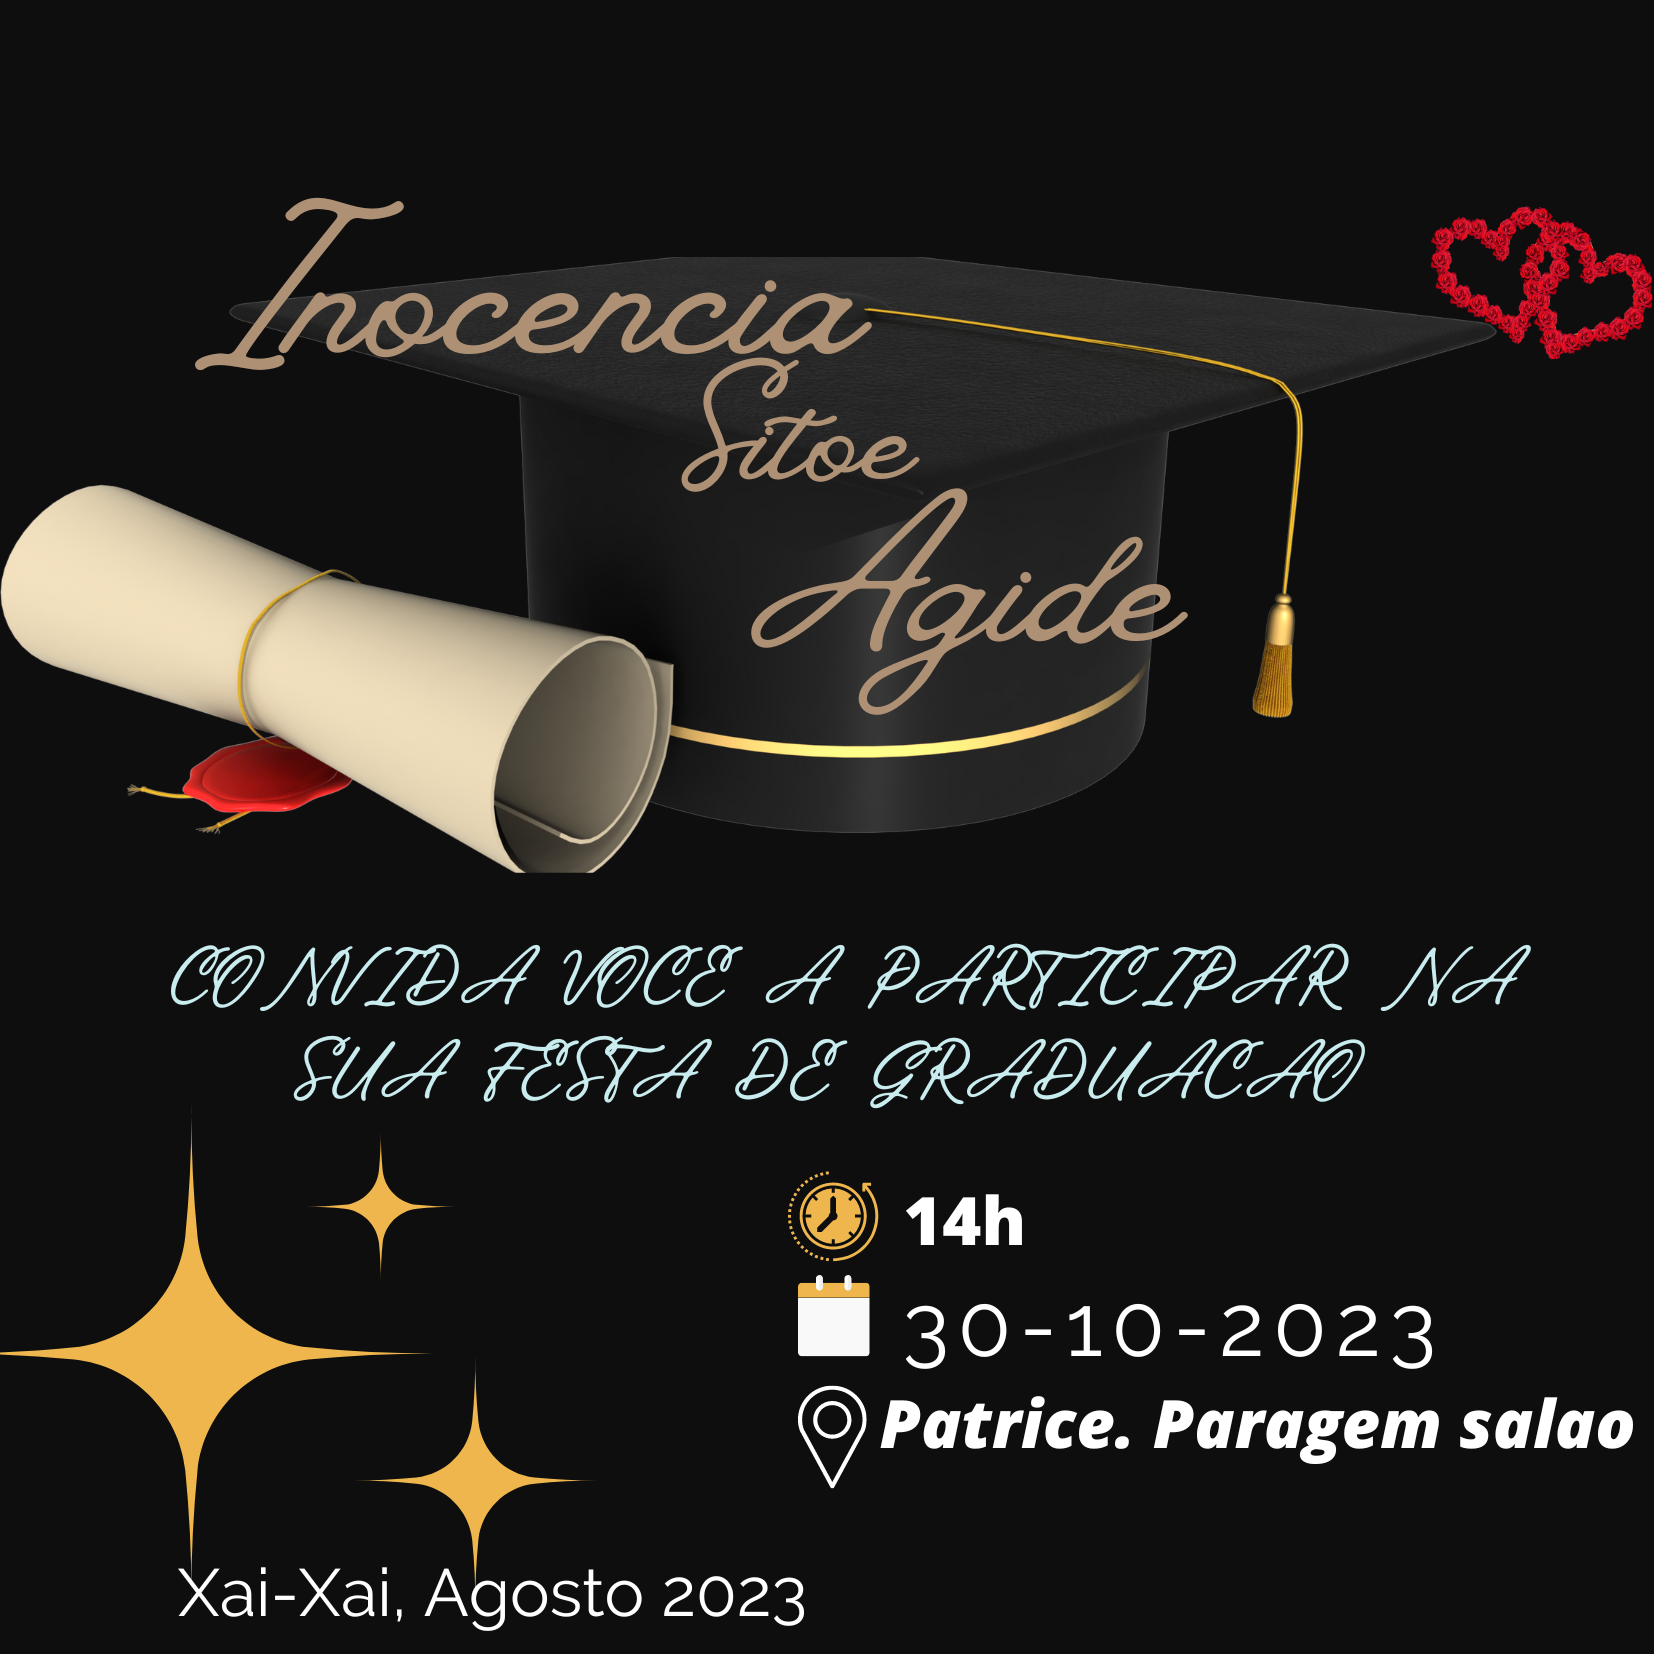 Inocencia
Sitoe
Agide
CONVIDA VOCE A PARTICIPAR NA
SUA FESTA DE GRADUACAO
14h
30-10-2023
Patrice. Paragem salao
Xai-Xai, Agosto 2023